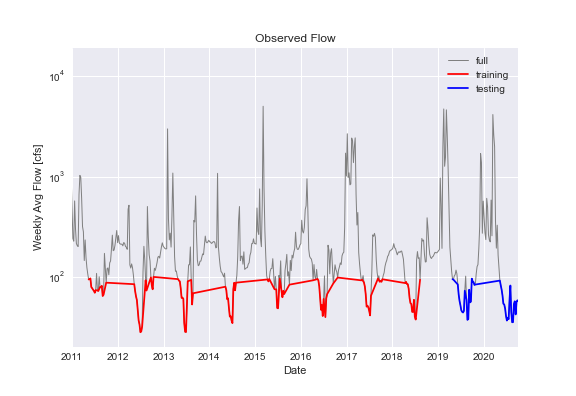 Observed Flow
full
training
testing
10^4
10^3
10^2
Weekly Avg Flow [cfs]
2011 2012 2013 2014 2015 2016 2017 2018 2019 2020
Date